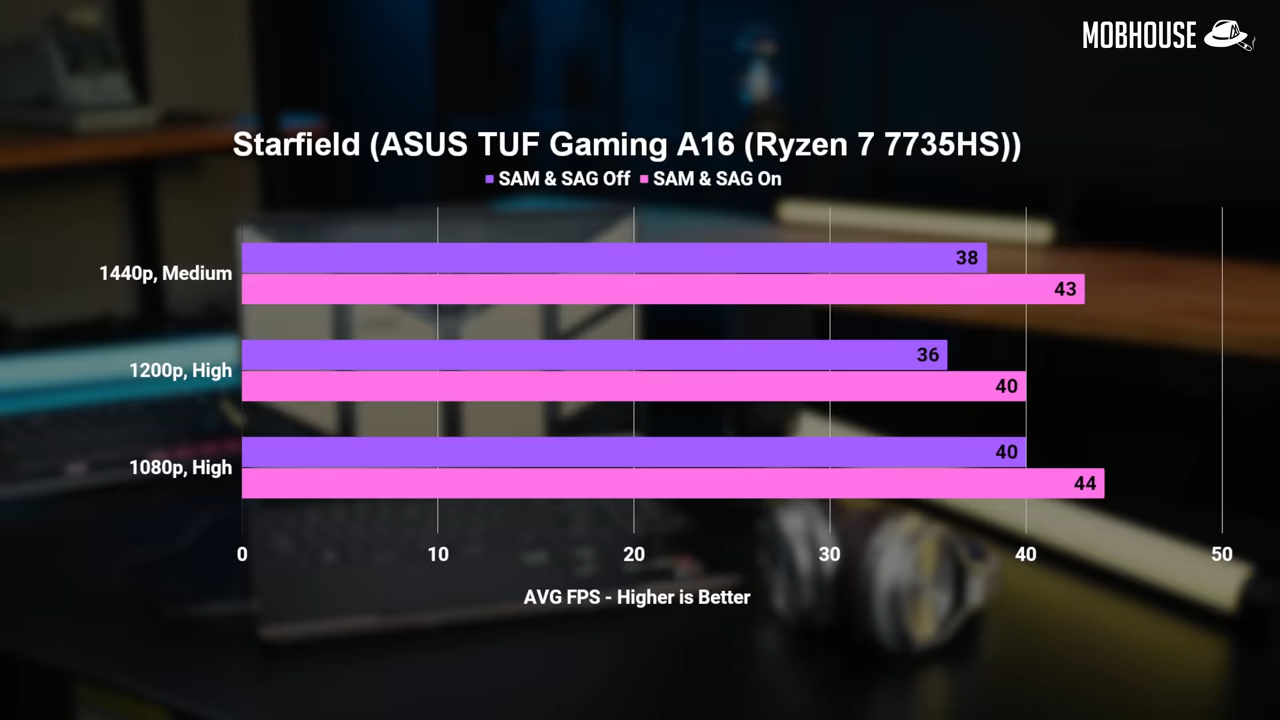 MOBHOUSE
Starfield (ASUS TUF Gaming A16 (Ryzen 7 7735HS))
SAM & SAG Off SAM & SAG On
1440p, Medium
38
43
1200p, High
36
40
1080p, High
40
44
0 10 20 30 40 50
AVG FPS - Higher is Better